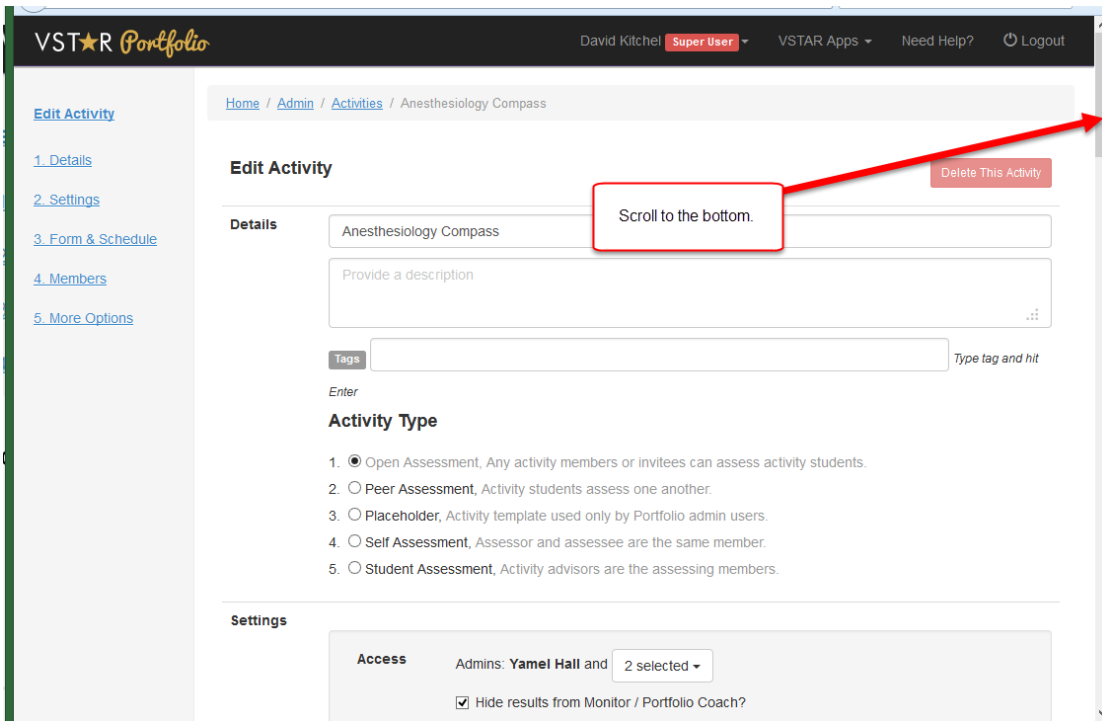 VST★R Portfolio
David Kitchel Super User
VSTAR Apps
Need Help?
Logout
Edit Activity
1. Details
2. Settings
3. Form & Schedule
4. Members
5. More Options
Home / Admin / Activities / Anesthesiology Compass
Edit Activity
Delete This Activity
Scroll to the bottom.
Details
Anesthesiology Compass
Provide a description
Tags
Type tag and hit
Enter
Activity Type
1. Open Assessment, Any activity members or invitees can assess activity students.
2. Peer Assessment, Activity students assess one another.
3. Placeholder, Activity template used only by Portfolio admin users.
4. Self Assessment, Assessor and assessee are the same member.
5. Student Assessment, Activity advisors are the assessing members.
Settings
Access
Admins: Yamel Hall and 2 selected
Hide results from Monitor / Portfolio Coach?